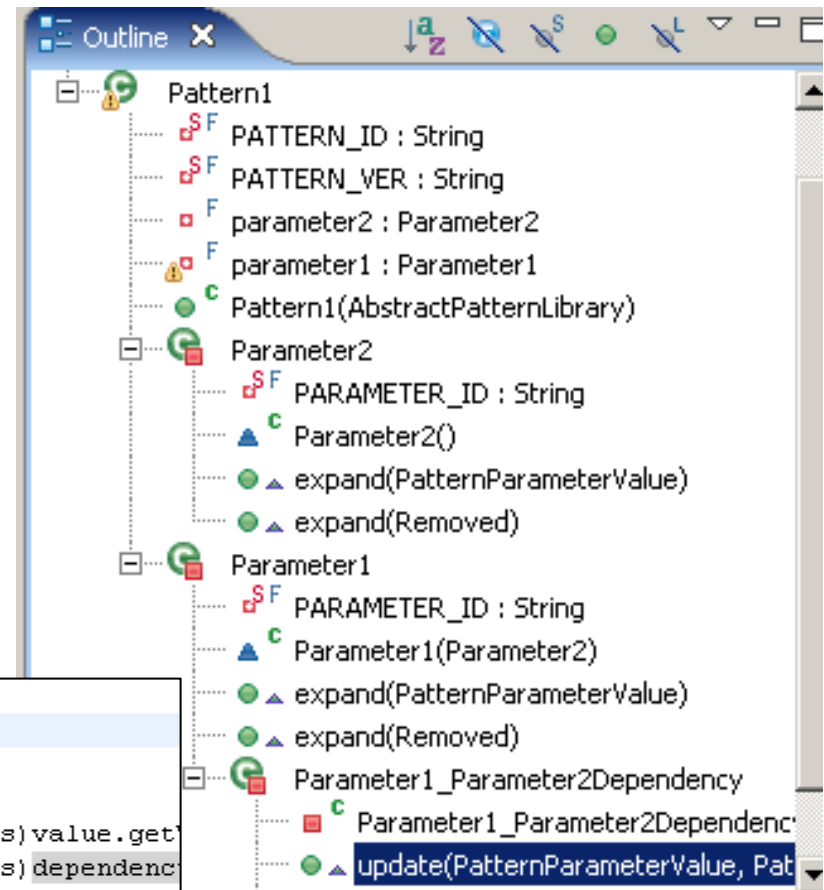 Outline
Pattern1
S F PATTERN_ID : String
S F PATTERN_VER : String
F parameter2 : Parameter2
F parameter1 : Parameter1
C Pattern1(AbstractPatternLibrary)
Parameter2
S F PARAMETER_ID : String
C Parameter2()
expand(PatternParameterValue)
expand(Removed)
Parameter1
S F PARAMETER_ID : String
C Parameter1(Parameter2)
expand(PatternParameterValue)
expand(Removed)
Parameter1_Parameter2Dependency
C Parameter1_Parameter2Dependenc
update(PatternParameterValue, Pat
s)value.get
s)dependenc